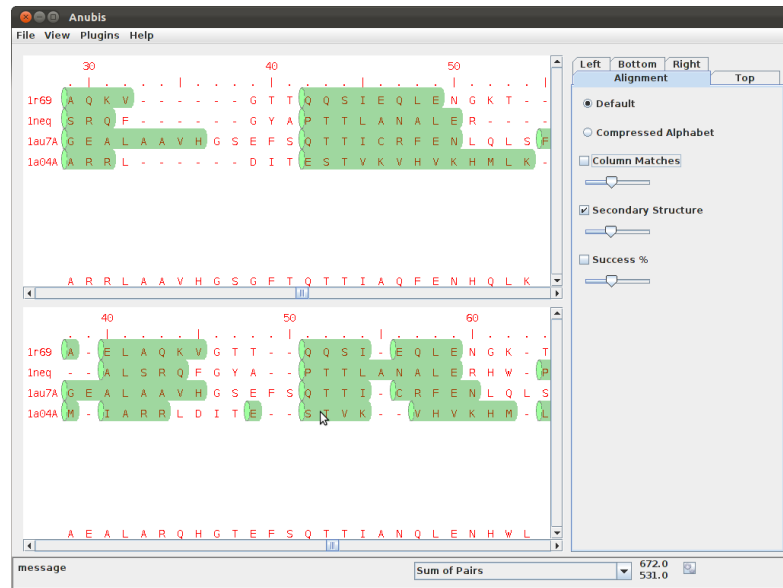 Anubis
File View Plugins Help
30 40 50
1r69 A Q K V - - - - - - G T T Q Q S I E Q L E N G K T - -
1neq S R Q F - - - - - - G Y A P T T L A N A L E R - - - -
1au7A G E A L A A V H G S E F S Q T T I C R F E N L Q L S F
1a04A A R R L - - - - - - D I T E S T V K V H V K H M L K -
A R R L A A V H G S G F T Q T T I A Q F E N H Q L K
40 50 60
1r69 A - E L A Q K V G T T - - Q Q S I - E Q L E N G K - T
1neq - - A L S R Q F G Y A - - P T T L A N A L E R H W - P
1au7A G E A L A A V H G S E F S Q T T I - C R F E N L Q L S
1a04A M - I A R R L D I T E - - S T V K - - V H V K H M - L
A E A L A R Q H G T E F S Q T T I A N Q L E N H W L
Left Bottom Right
Alignment Top
Default
Compressed Alphabet
Column Matches
Secondary Structure
Success %
message
Sum of Pairs
672.0
531.0